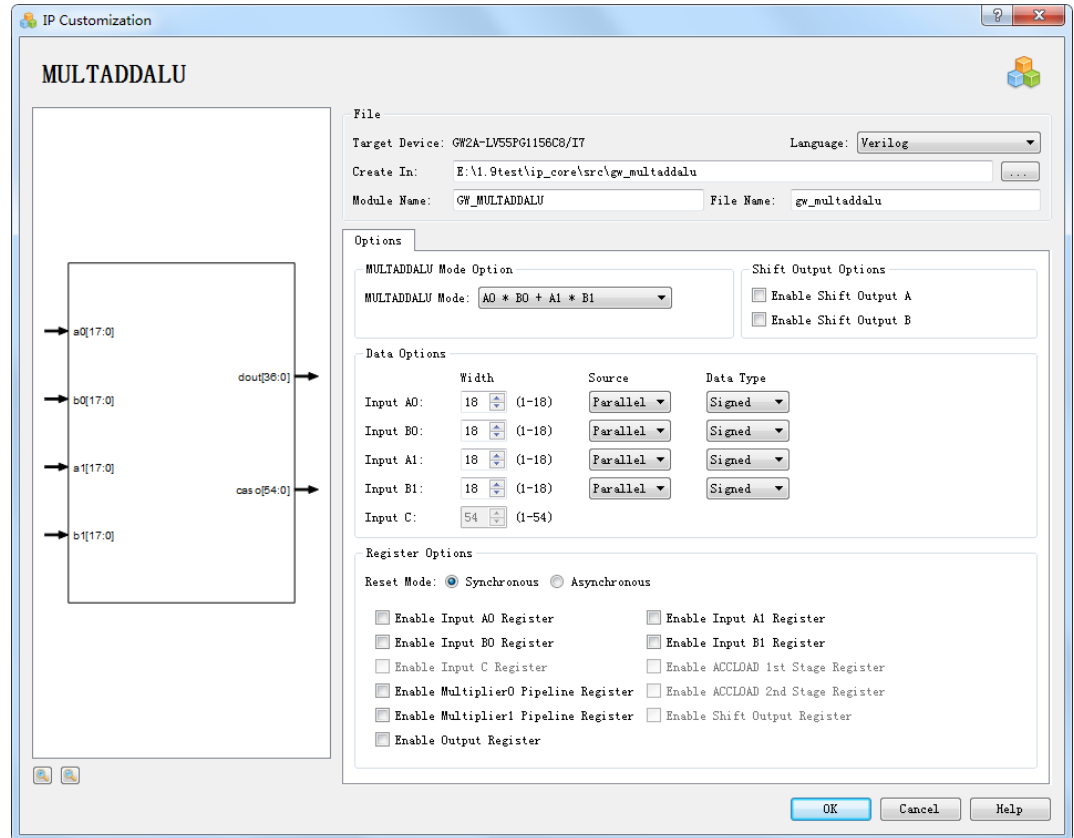 IP Customization
MULTADDALU
File
Target Device: GW2A-LV55PG1156C8/I7 Language: Verilog
Create In: E:\1.9test\ip_core\src\gw_multaddalu ...
Module Name: GW_MULTADDALU File Name: gw_multaddalu
Options
MULTADDALU Mode Option
MULTADDALU Mode: A0 * B0 + A1 * B1
Shift Output Options
Enable Shift Output A
Enable Shift Output B
a0[17:0]
b0[17:0]
a1[17:0]
b1[17:0]
dout[36:0]
caso[54:0]
Data Options
Width Source Data Type
Input A0: 18 (1-18) Parallel Signed
Input B0: 18 (1-18) Parallel Signed
Input A1: 18 (1-18) Parallel Signed
Input B1: 18 (1-18) Parallel Signed
Input C: 54 (1-54)
Register Options
Reset Mode: Synchronous Asynchronous
Enable Input A0 Register Enable Input A1 Register
Enable Input B0 Register Enable Input B1 Register
Enable Input C Register Enable ACCLOAD 1st Stage Register
Enable Multiplier0 Pipeline Register Enable ACCLOAD 2nd Stage Register
Enable Multiplier1 Pipeline Register Enable Shift Output Register
Enable Output Register
OK Cancel Help